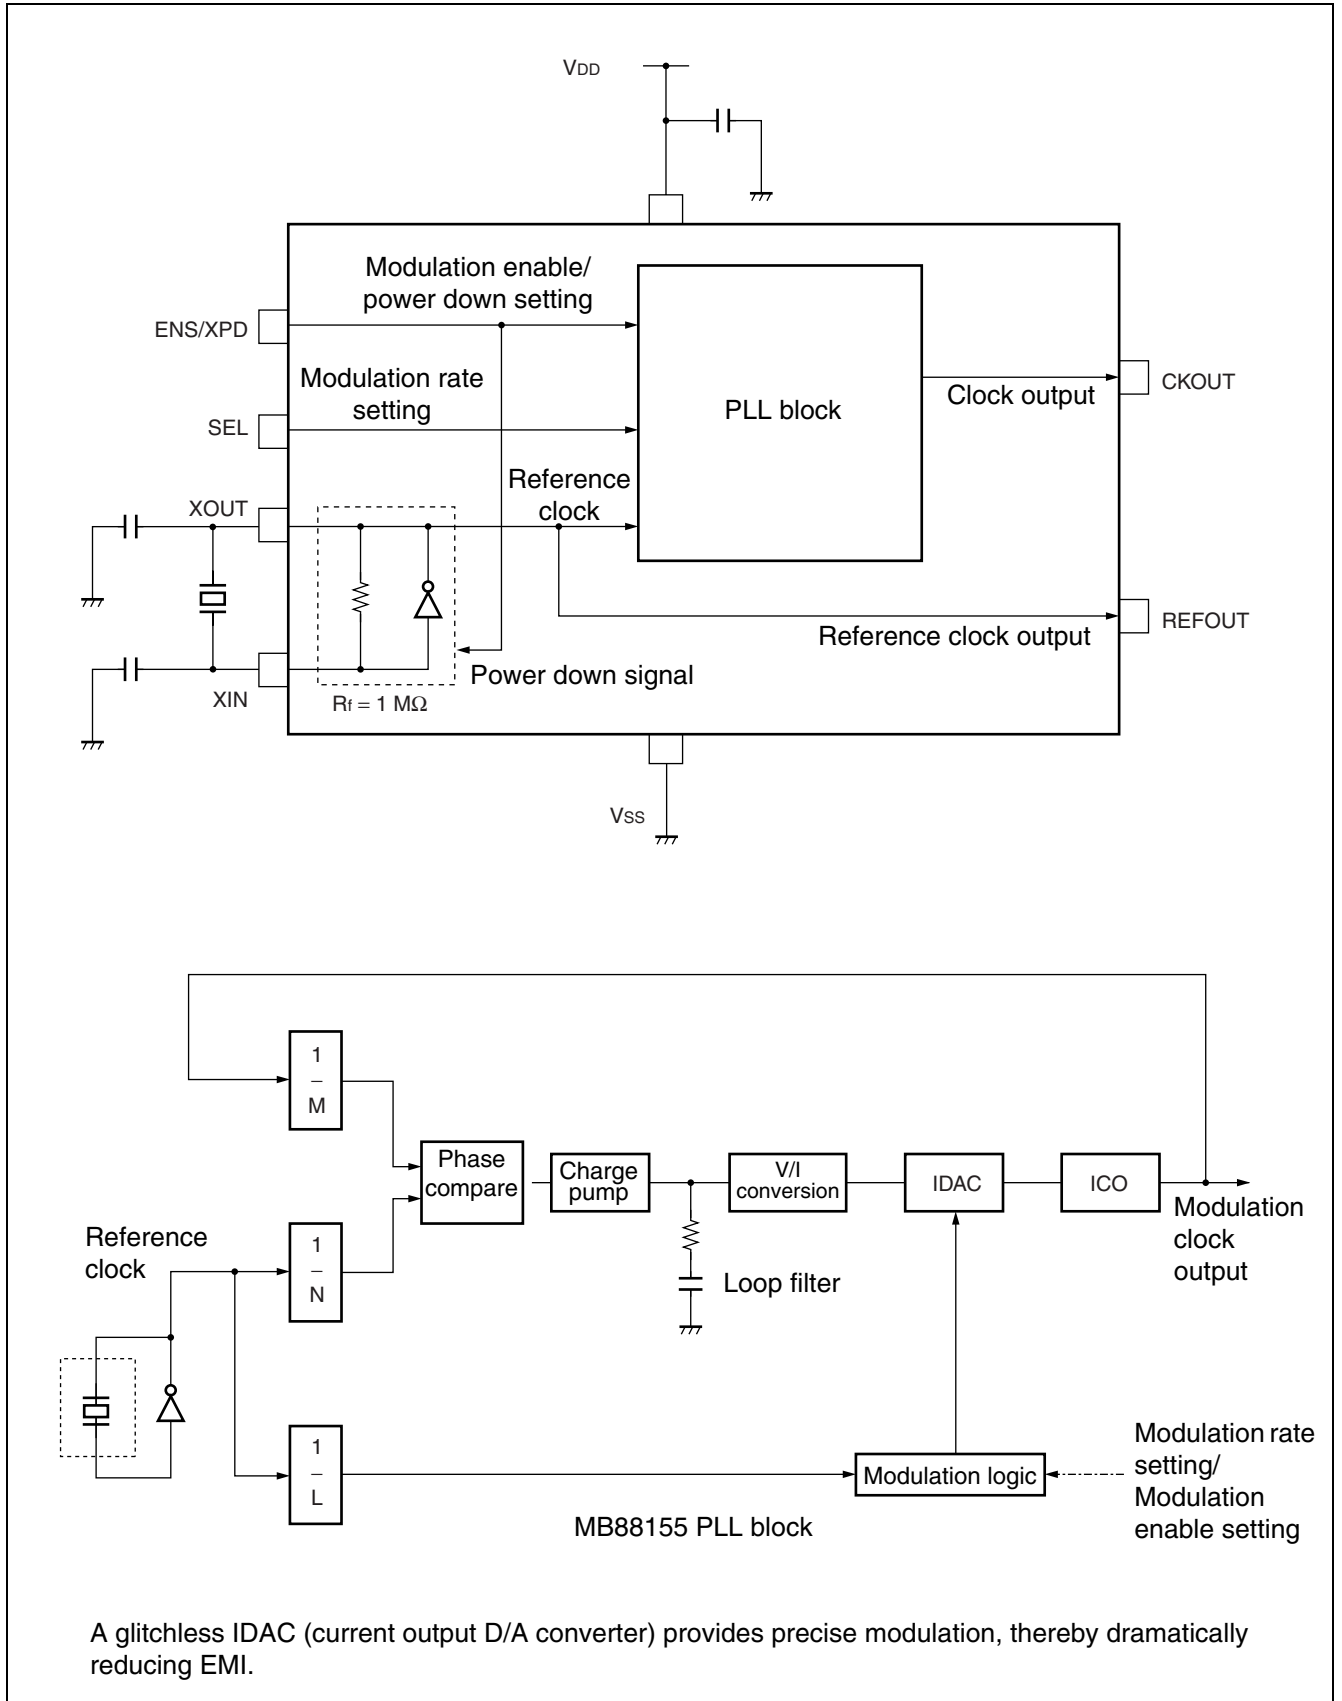 VDD
Modulation enable/
power down setting
ENS/XPD
Modulation rate
setting
SEL
PLL block
Clock output
CKOUT
XOUT
Reference
clock
Reference clock output
REFOUT
Power down signal
XIN
Rf = 1 MΩ
VSS
1
–
M
Phase
compare
Charge
pump
V/I
conversion
IDAC
ICO
Modulation
clock
output
Reference
clock
1
–
N
Loop filter
1
–
L
Modulation logic
Modulation rate
setting/
Modulation
enable setting
MB88155 PLL block
A glitchless IDAC (current output D/A converter) provides precise modulation, thereby dramatically
reducing EMI.